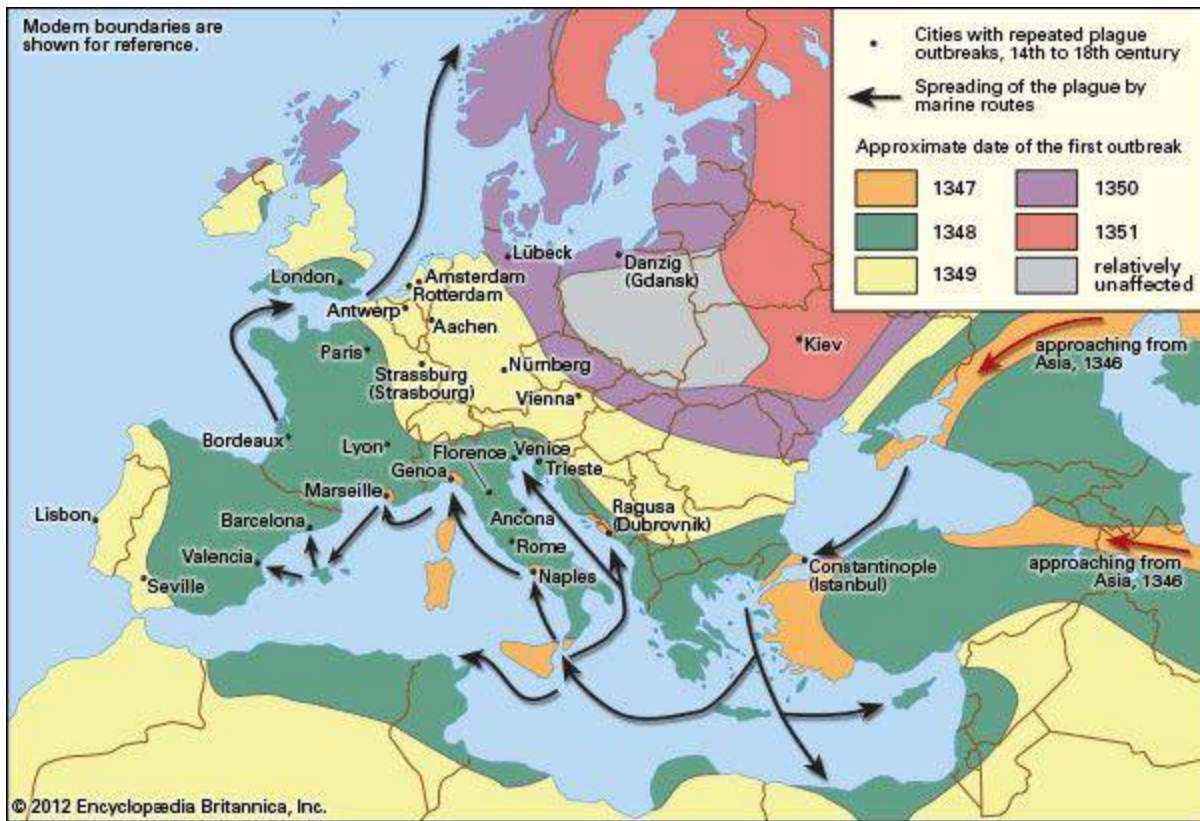 Modern boundaries are
shown for reference.
Cities with repeated plague
outbreaks, 14th to 18th century
Spreading of the plague by
marine routes
Approximate date of the first outbreak
1347
1350
1348
1351
1349
relatively
unaffected
Lübeck
Danzig
(Gdansk)
London
Amsterdam
Rotterdam
Antwerp
Aachen
Kiev
approaching from
Asia, 1346
Paris
Nürnberg
Strassburg
(Strasbourg)
Vienna
Bordeaux
Lyon
Florence
Venice
Trieste
Genoa
Marseille
Lisbon
Barcelona
Ancona
Ragusa
(Dubrovnik)
Valencia
Rome
Constantinople
(Istanbul)
approaching from
Asia, 1346
Seville
Naples
© 2012 Encyclopædia Britannica, Inc.